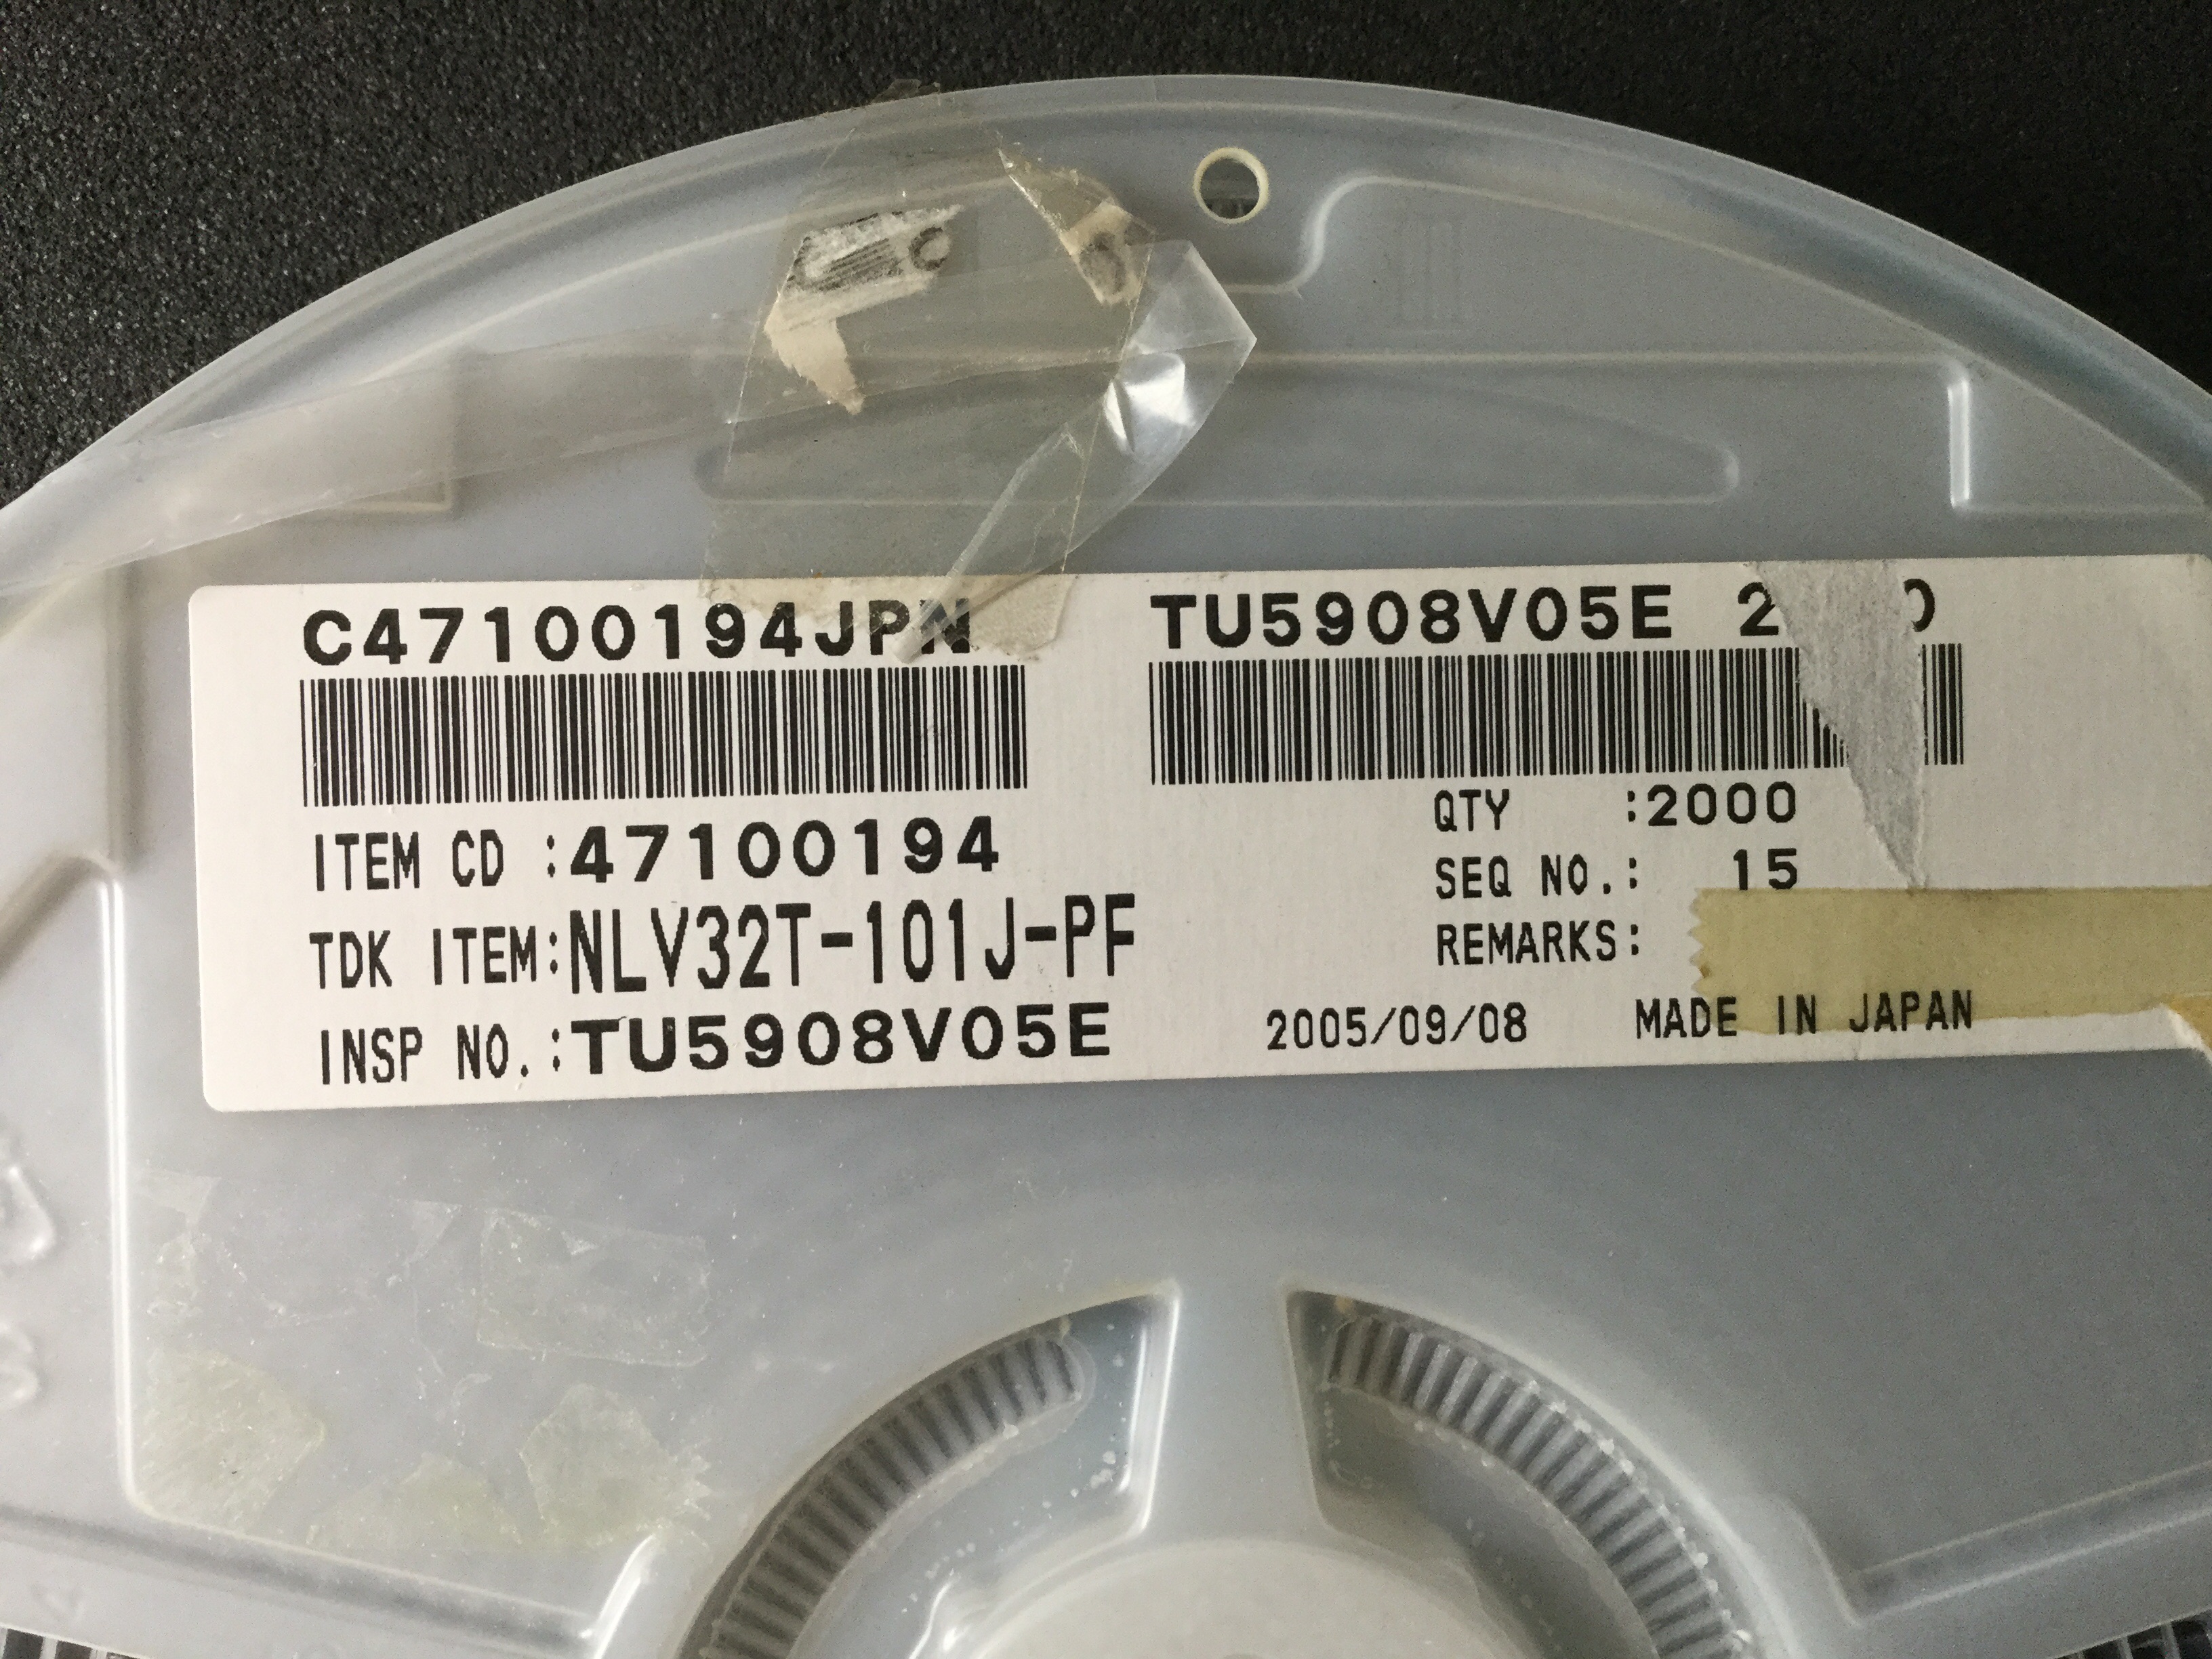 C47100194JPN
TU5908V05E
ITEM CD :47100194
TDK ITEM:NLV32T-101J-PF
INSP NO.:TU5908V05E
QTY :2000
SEQ NO.: 15
REMARKS:
2005/09/08 MADE IN JAPAN